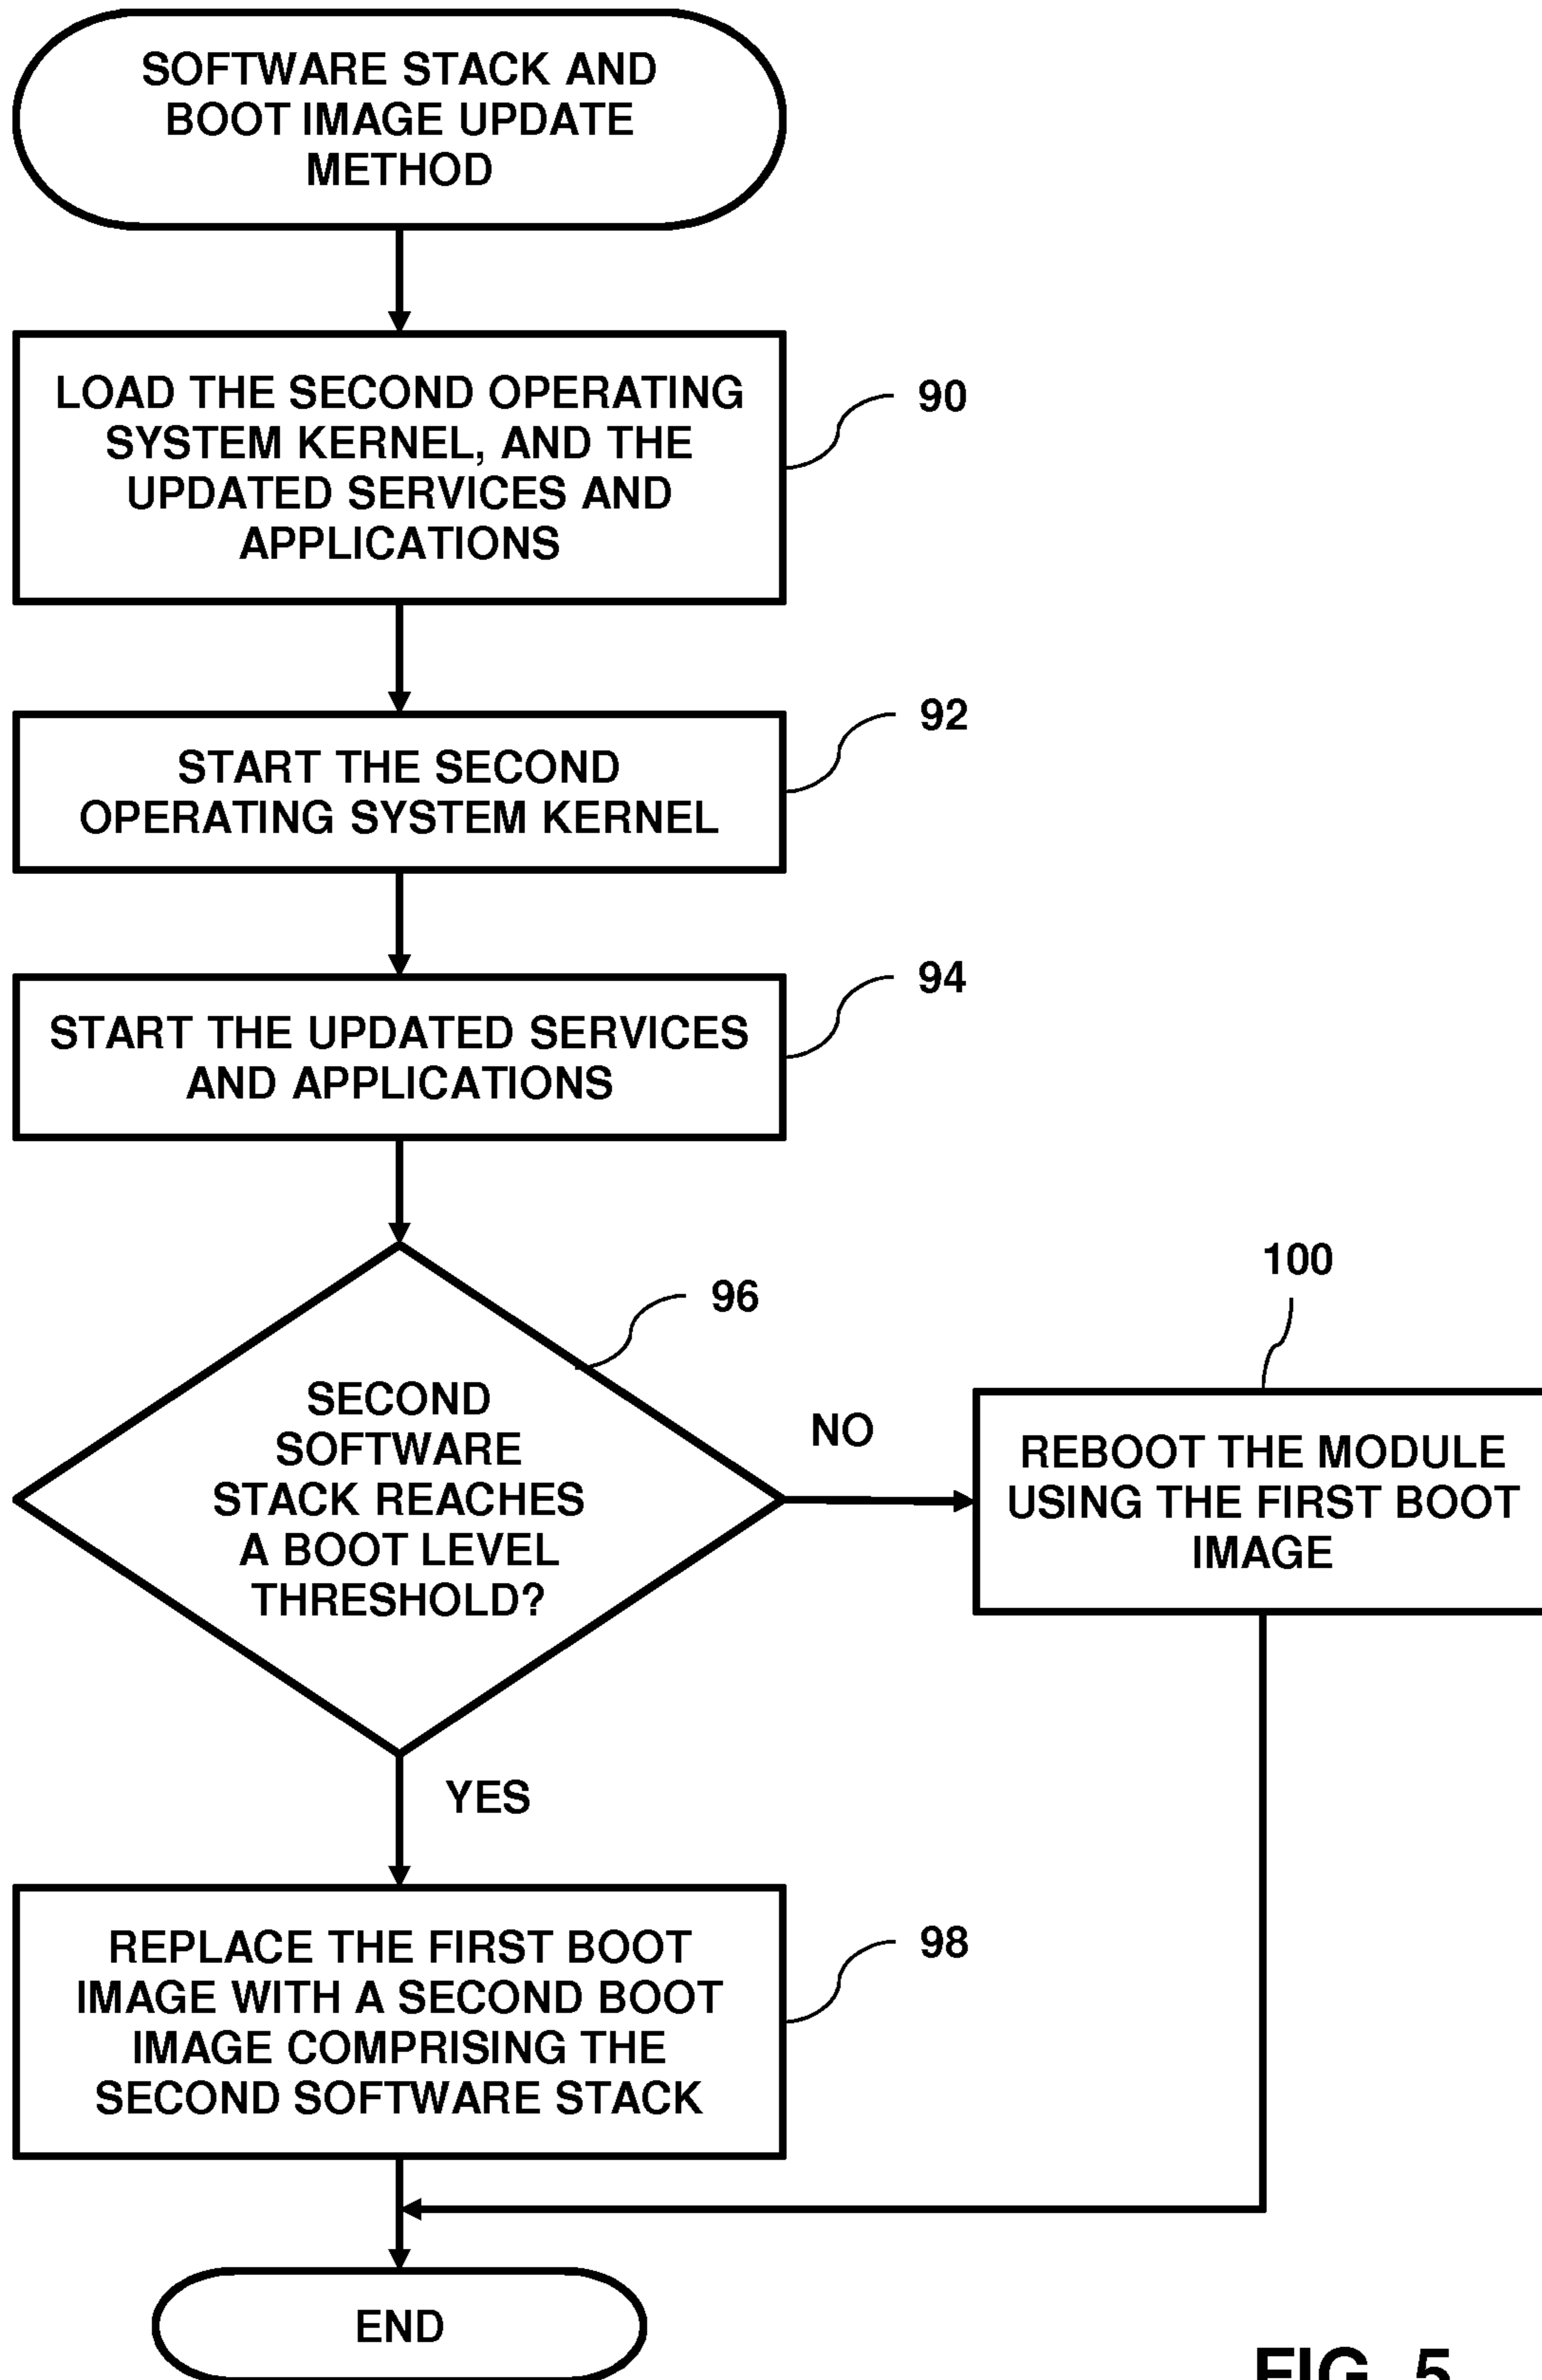 SOFTWARE STACK AND
BOOT IMAGE UPDATE
METHOD
LOAD THE SECOND OPERATING
SYSTEM KERNEL, AND THE
UPDATED SERVICES AND
APPLICATIONS
90
START THE SECOND
OPERATING SYSTEM KERNEL
92
START THE UPDATED SERVICES
AND APPLICATIONS
94
SECOND
SOFTWARE
STACK REACHES
A BOOT LEVEL
THRESHOLD?
96
NO
100
REBOOT THE MODULE
USING THE FIRST BOOT
IMAGE
YES
REPLACE THE FIRST BOOT
IMAGE WITH A SECOND BOOT
IMAGE COMPRISING THE
SECOND SOFTWARE STACK
98
END
FIG. 5